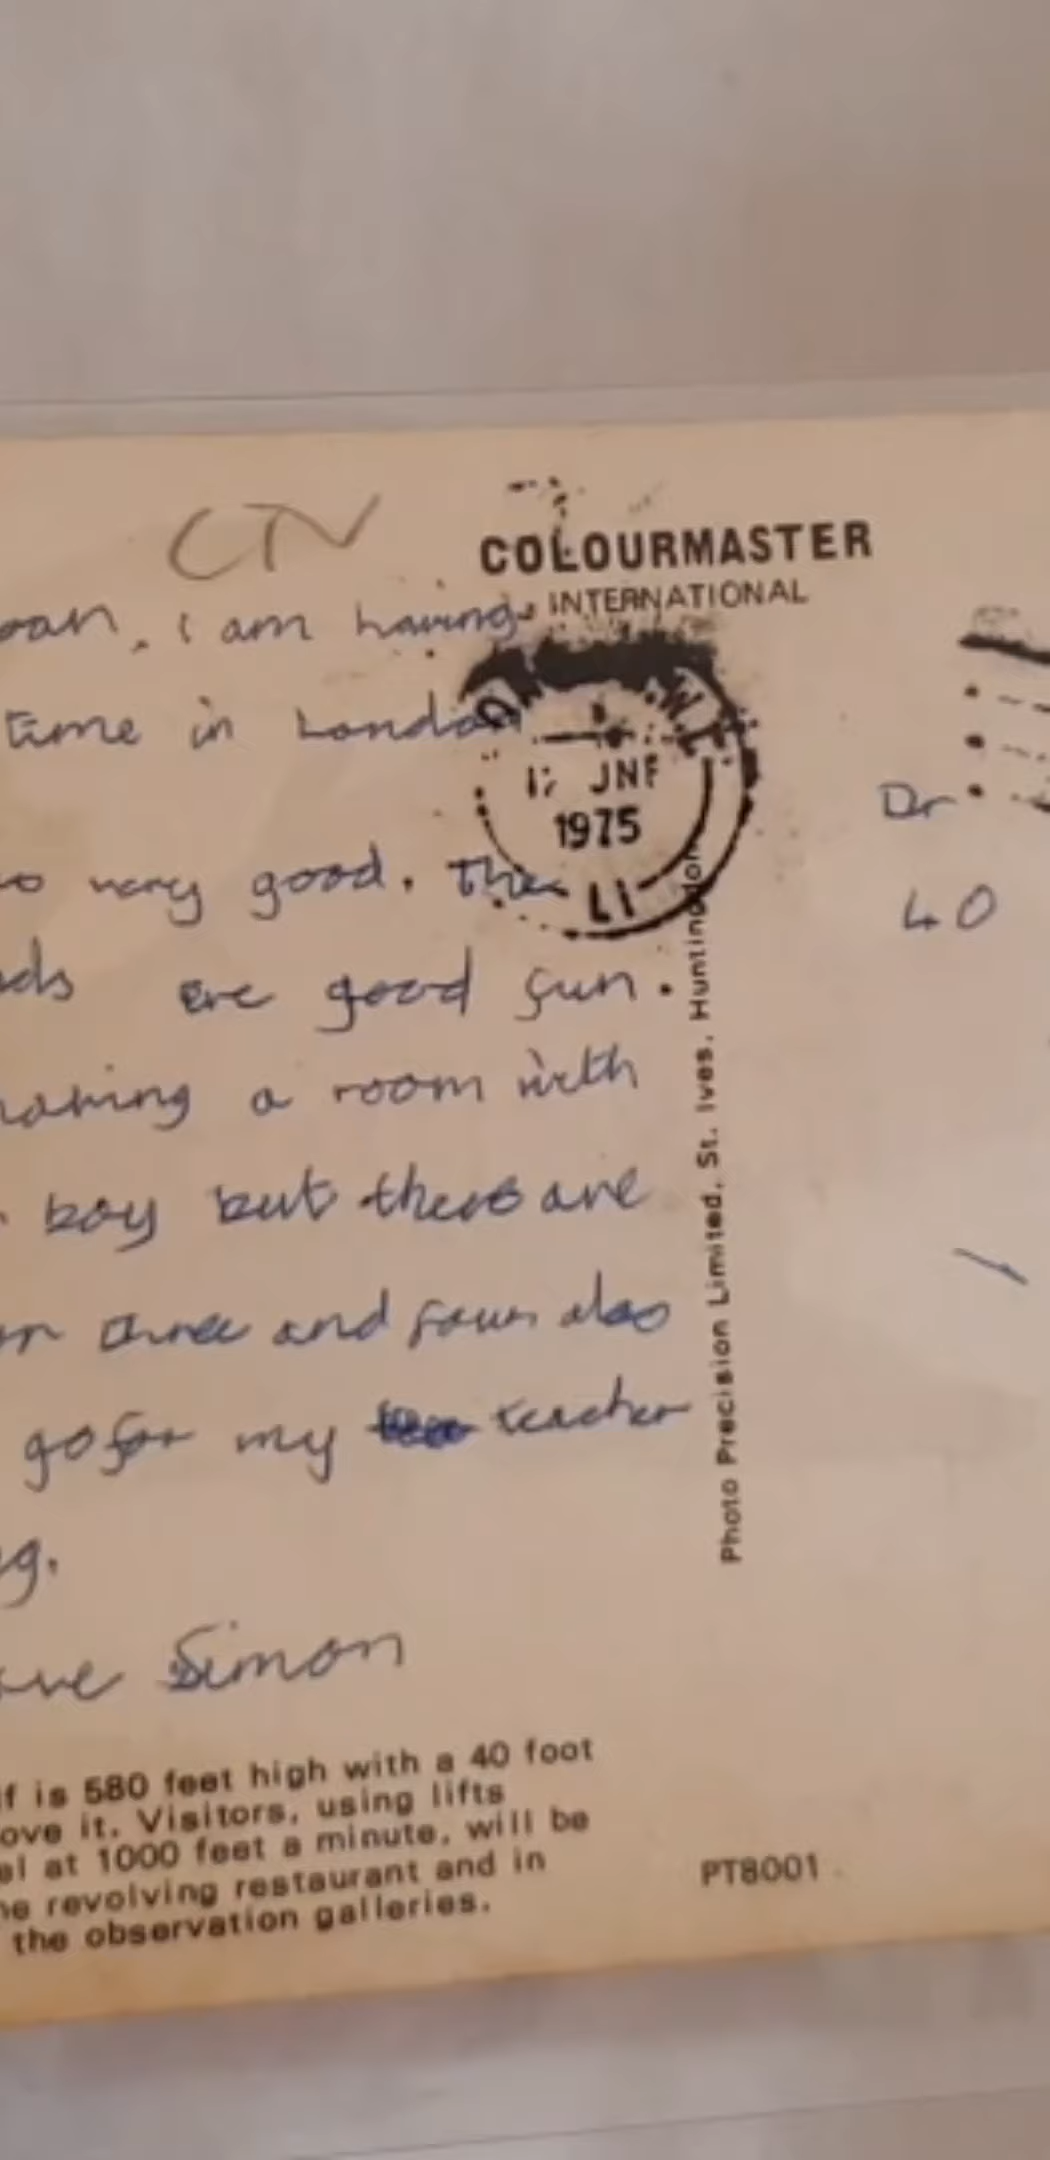 CTV
COLOURMASTER
INTERNATIONAL
, i am having
time in London
JNE
1975
very good. The
are good fun.
a room with
boy but there are
three and four also
go for my teacher
Simon
Dr
40
Photo Precision Limited, St. Ives, Huntingdon
is 580 feet high with a 40 foot
it. Visitors, using lifts
at 1000 feet a minute, will be
revolving restaurant and in
the observation galleries.
PT8001